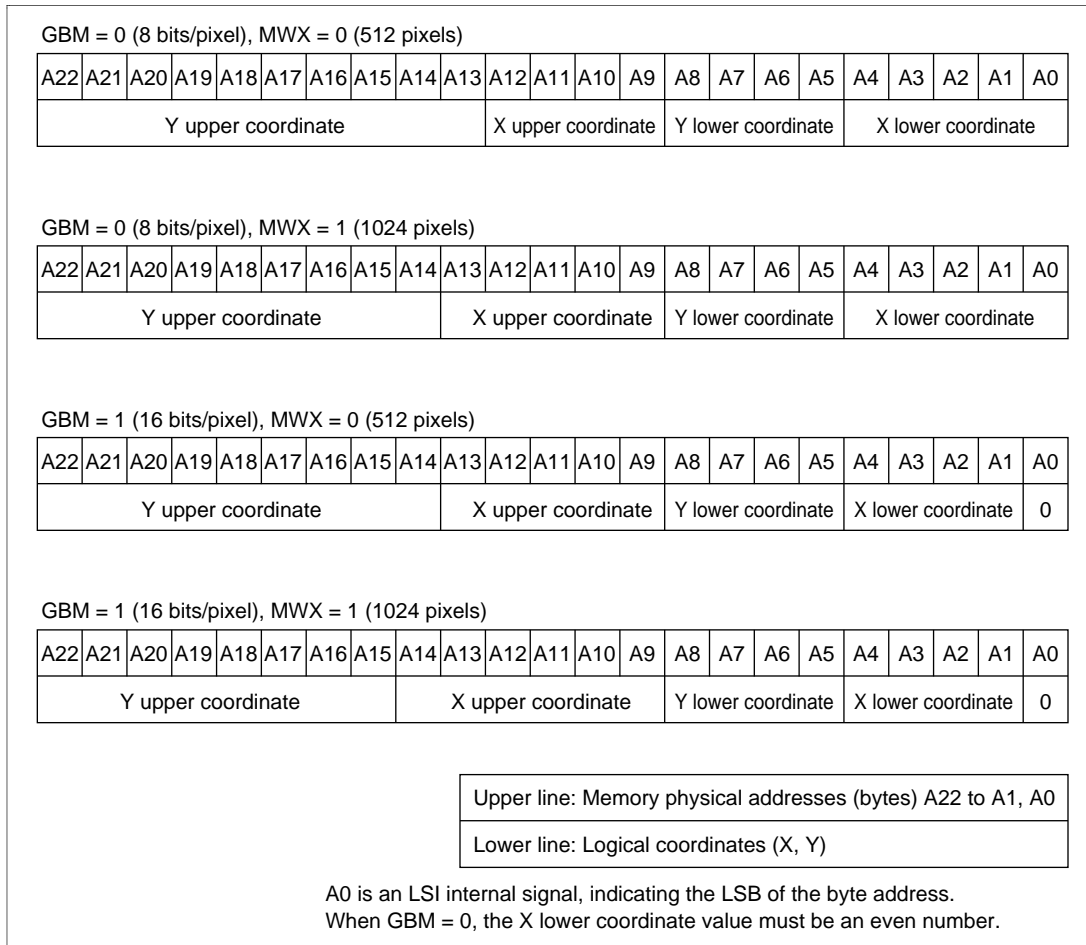 GBM = 0 (8 bits/pixel), MWX = 0 (512 pixels)
A22 A21 A20 A19 A18 A17 A16 A15 A14 A13 A12 A11 A10 A9 A8 A7 A6 A5 A4 A3 A2 A1 A0
Y upper coordinate X upper coordinate Y lower coordinate X lower coordinate
GBM = 0 (8 bits/pixel), MWX = 1 (1024 pixels)
A22 A21 A20 A19 A18 A17 A16 A15 A14 A13 A12 A11 A10 A9 A8 A7 A6 A5 A4 A3 A2 A1 A0
Y upper coordinate X upper coordinate Y lower coordinate X lower coordinate
GBM = 1 (16 bits/pixel), MWX = 0 (512 pixels)
A22 A21 A20 A19 A18 A17 A16 A15 A14 A13 A12 A11 A10 A9 A8 A7 A6 A5 A4 A3 A2 A1 A0
Y upper coordinate X upper coordinate Y lower coordinate X lower coordinate 0
GBM = 1 (16 bits/pixel), MWX = 1 (1024 pixels)
A22 A21 A20 A19 A18 A17 A16 A15 A14 A13 A12 A11 A10 A9 A8 A7 A6 A5 A4 A3 A2 A1 A0
Y upper coordinate X upper coordinate Y lower coordinate X lower coordinate 0
Upper line: Memory physical addresses (bytes) A22 to A1, A0
Lower line: Logical coordinates (X, Y)
A0 is an LSI internal signal, indicating the LSB of the byte address.
When GBM = 0, the X lower coordinate value must be an even number.